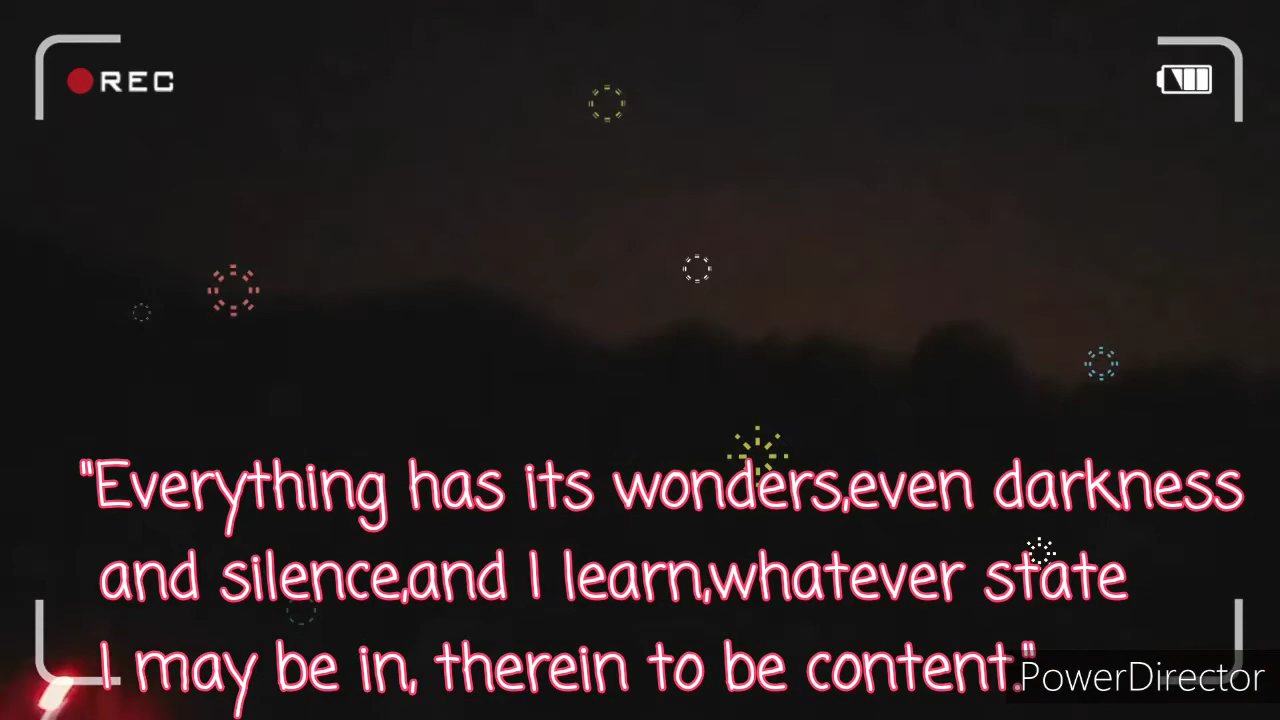 REC
"Everything has its wonders,even darkness
and silence,and I learn,whatever state
I may be in, therein to be content."
PowerDirector